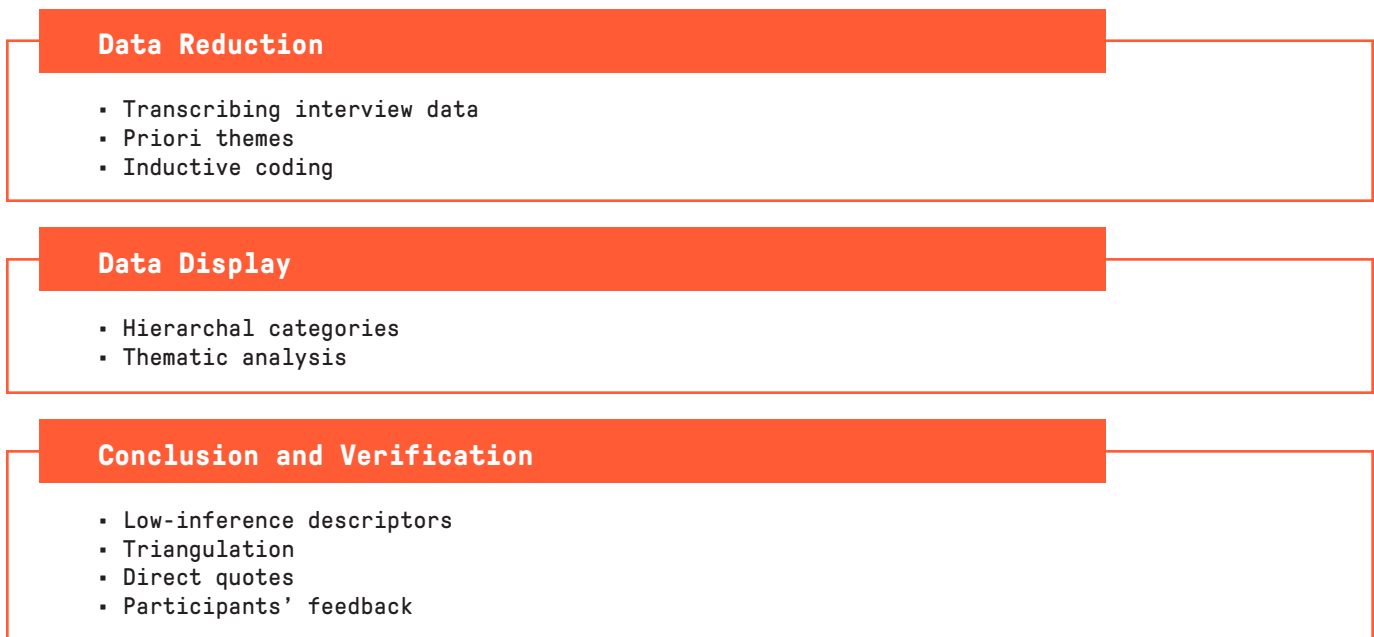 Data Reduction
▪ Transcribing interview data
▪ Priori themes
▪ Inductive coding
Data Display
▪ Hierarchal categories
▪ Thematic analysis
Conclusion and Verification
▪ Low-inference descriptors
▪ Triangulation
▪ Direct quotes
▪ Participants’ feedback